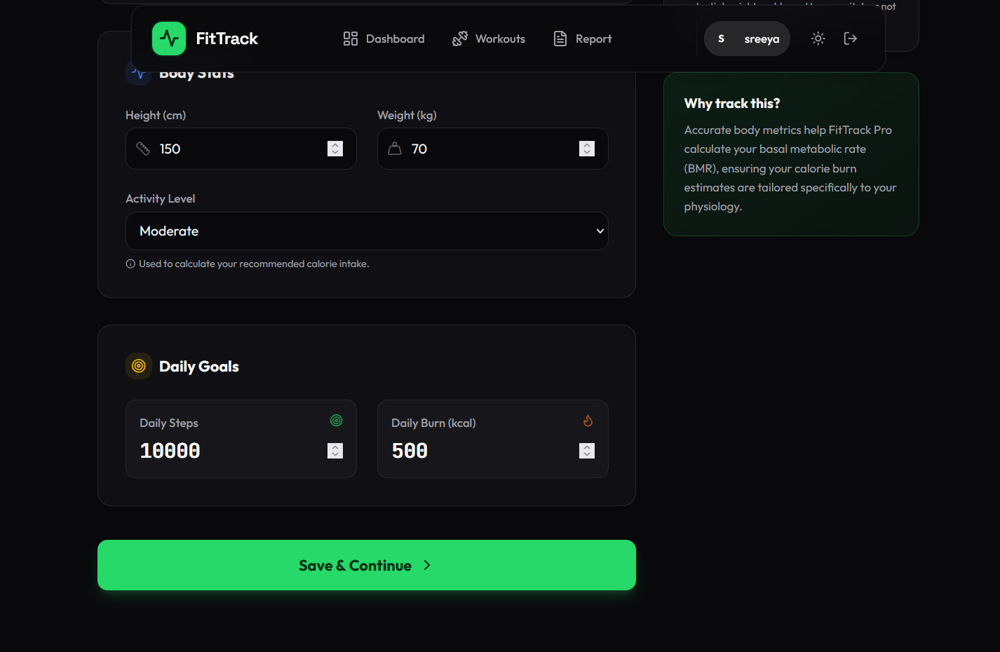 not
FitTrack
Dashboard
Workouts
Report
S
sreeya
Body Stats
Height (cm)
Weight (kg)
150
70
Activity Level
Moderate
Used to calculate your recommended calorie intake.
Daily Goals
Daily Steps
10000
Daily Burn (kcal)
500
Save & Continue
Why track this?
Accurate body metrics help FitTrack Pro
calculate your basal metabolic rate
(BMR), ensuring your calorie burn
estimates are tailored specifically to your
physiology.